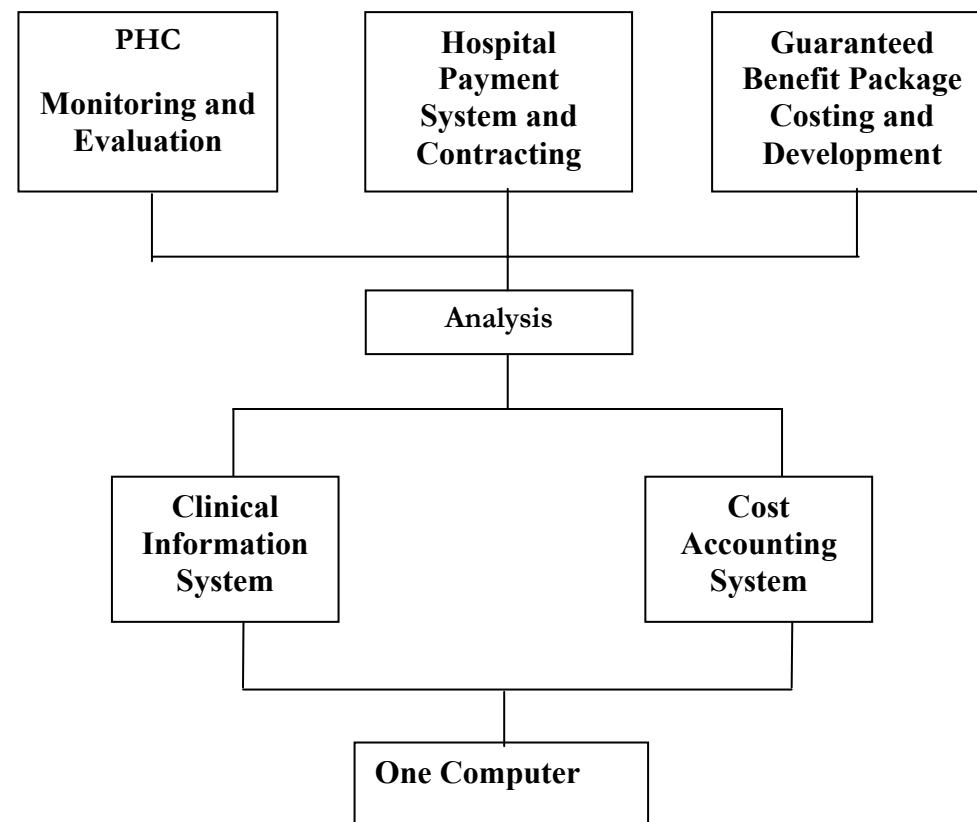 PHC
Monitoring and
Evaluation
Hospital
Payment
System and
Contracting
Guaranteed
Benefit Package
Costing and
Development
Analysis
Clinical
Information
System
Cost
Accounting
System
One Computer